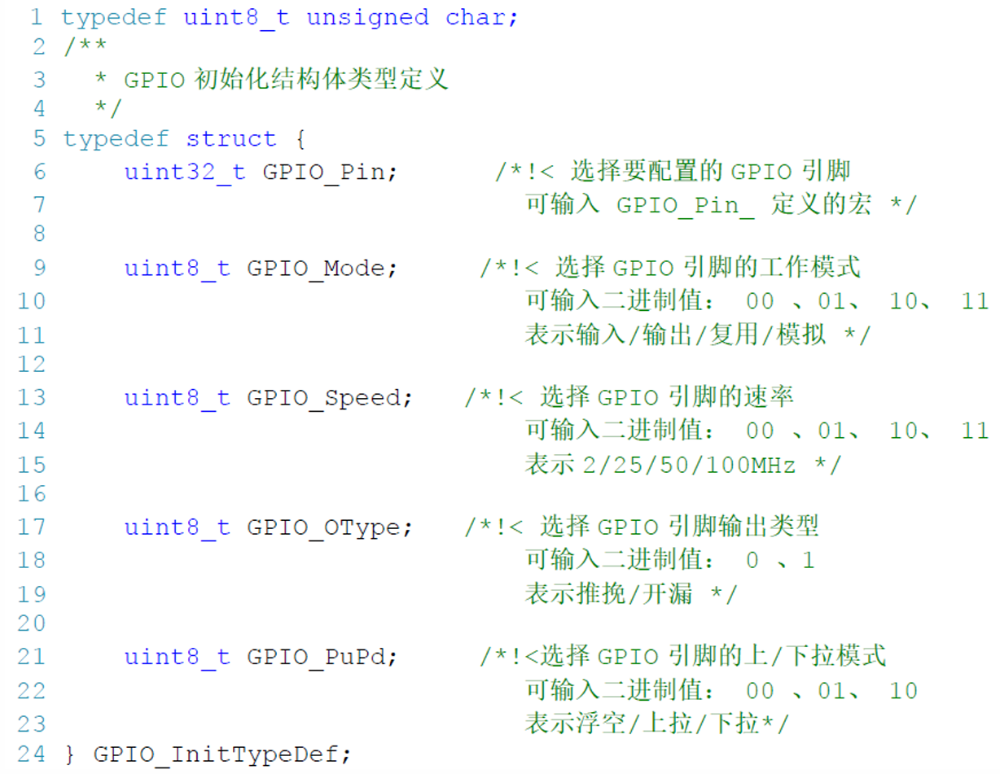 1 typedef uint8_t unsigned char;
2 /**
3 * GPIO 初始化结构体类型定义
4 */
5 typedef struct {
6 uint32_t GPIO_Pin; /*!< 选择要配置的 GPIO 引脚
7 可输入 GPIO_Pin_ 定义的宏 */
8
9 uint8_t GPIO_Mode; /*!< 选择 GPIO 引脚的工作模式
10 可输入二进制值： 00 、01、 10、 11
11 表示输入/输出/复用/模拟 */
12
13 uint8_t GPIO_Speed; /*!< 选择 GPIO 引脚的速率
14 可输入二进制值： 00 、01、 10、 11
15 表示 2/25/50/100MHz */
16
17 uint8_t GPIO_OType; /*!< 选择 GPIO 引脚输出类型
18 可输入二进制值： 0 、1
19 表示推挽/开漏 */
20
21 uint8_t GPIO_PuPd; /*!<选择 GPIO 引脚的上/下拉模式
22 可输入二进制值： 00 、01、 10
23 表示浮空/上拉/下拉*/
24 } GPIO_InitTypeDef;